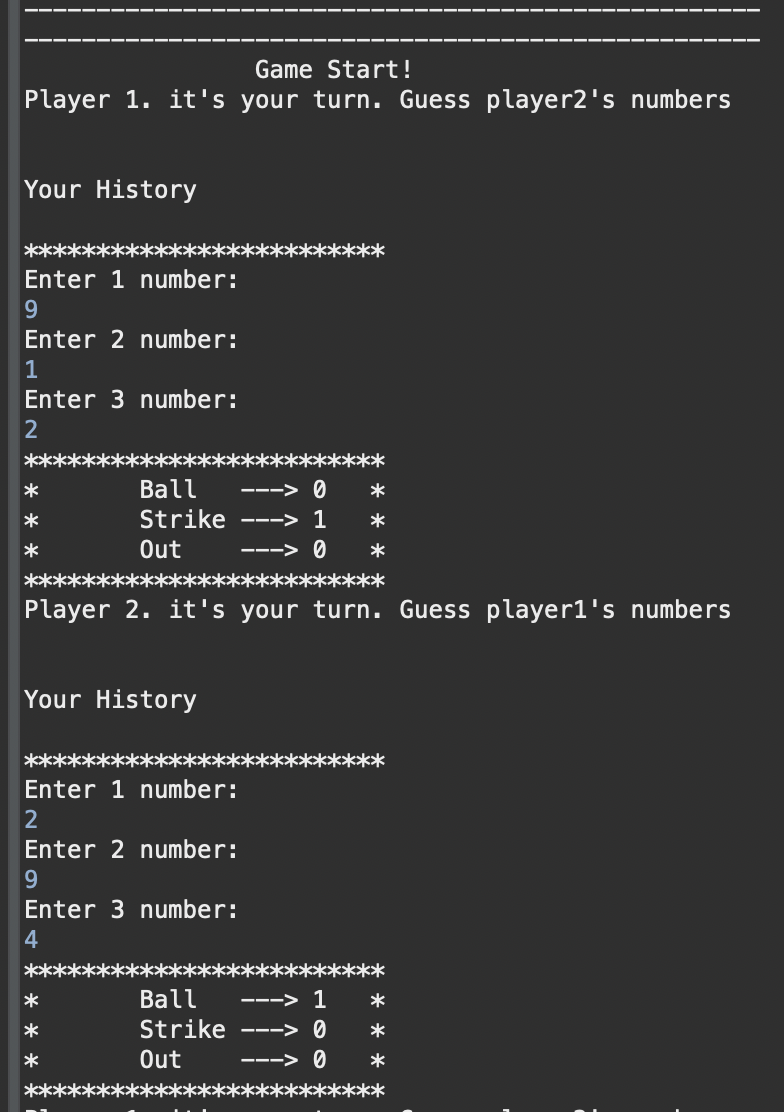 ---------------------------------------------------
---------------------------------------------------
Game Start!
Player 1. it's your turn. Guess player2's numbers
Your History
*************************
Enter 1 number:
9
Enter 2 number:
1
Enter 3 number:
2
*************************
*       Ball   ---> 0   *
*       Strike ---> 1   *
*       Out    ---> 0   *
*************************
Player 2. it's your turn. Guess player1's numbers
Your History
*************************
Enter 1 number:
2
Enter 2 number:
9
Enter 3 number:
4
*************************
*       Ball   ---> 1   *
*       Strike ---> 0   *
*       Out    ---> 0   *
*************************